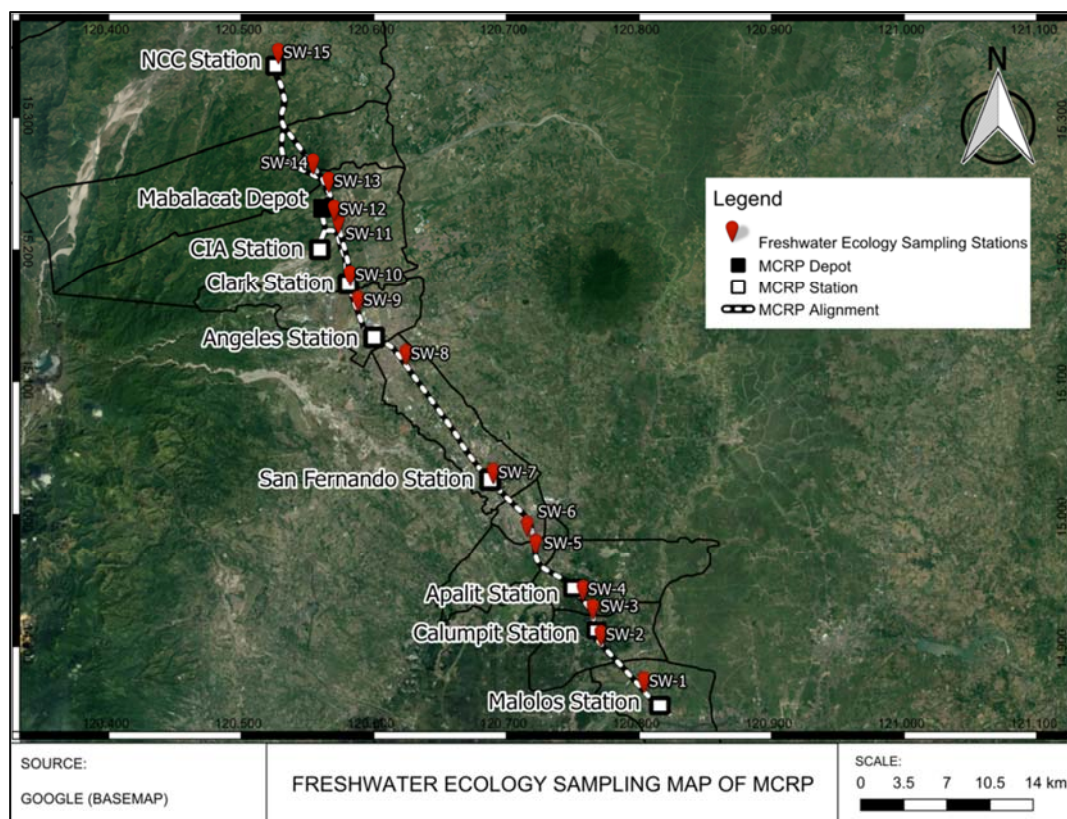 120.400 120.500 120.600 120.700 120.800 120.900 121.000 121.100
NCC Station
SW-15
N
15.300
15.300
SW-14
SW-13
Mabalacat Depot
SW-12
SW-11
CIA Station
15.200
15.200
Clark Station
SW-10
SW-9
Angeles Station
SW-8
Legend
Freshwater Ecology Sampling Stations
MCRP Depot
MCRP Station
MCRP Alignment
15.100
15.100
San Fernando Station
SW-7
15.000
15.000
SW-6
SW-5
Apalit Station
SW-4
SW-3
Calumpit Station
SW-2
14.900
14.900
SW-1
Malolos Station
120.400 120.500 120.600 120.700 120.800 120.900 121.000 121.100
SOURCE:
GOOGLE (BASEMAP)
FRESHWATER ECOLOGY SAMPLING MAP OF MCRP
SCALE:
0 3.5 7 10.5 14 km